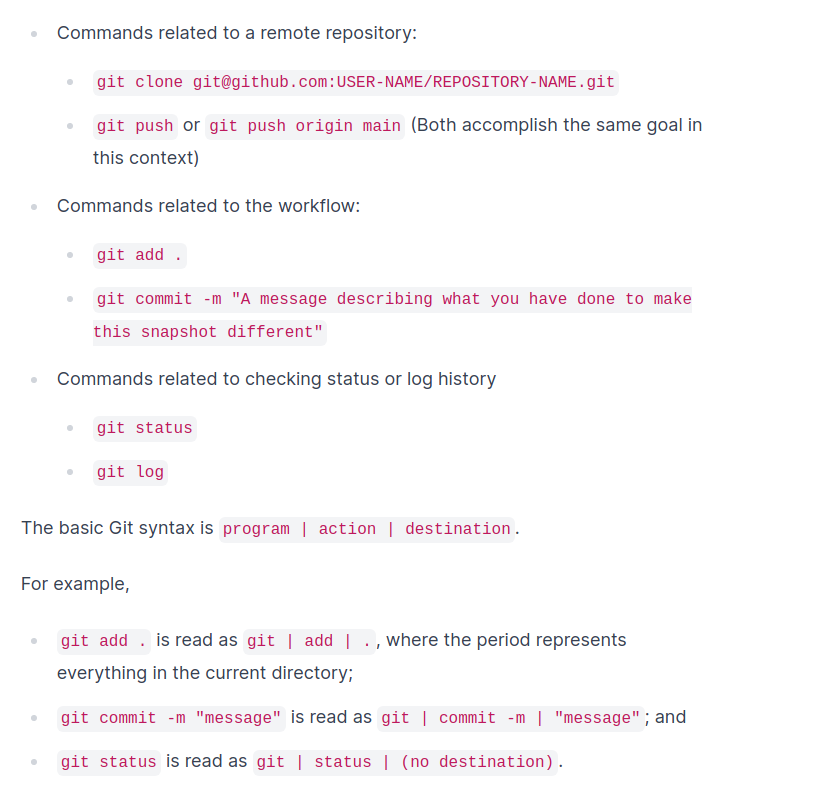 Commands related to a remote repository:
git clone git@github.com:USER-NAME/REPOSITORY-NAME.git
git push or git push origin main (Both accomplish the same goal in
this context)
Commands related to the workflow:
git add .
git commit -m "A message describing what you have done to make
this snapshot different"
Commands related to checking status or log history
git status
git log
The basic Git syntax is program | action | destination.
For example,
git add . is read as git | add | ., where the period represents
everything in the current directory;
git commit -m "message" is read as git | commit -m | "message"; and
git status is read as git | status | (no destination).